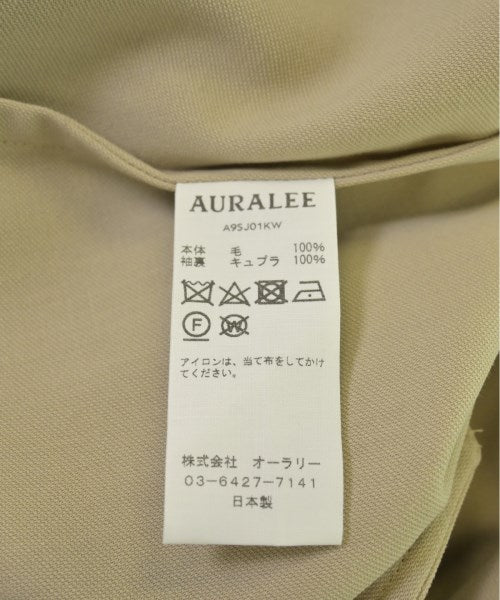 AURALEE
A9SJ01KW
本体 毛 100%
袖裏 キュプラ 100%
F W
アイロンは、当て布をしてかけ
てください。
株式会社 オーラリー
03-6427-7141
日本製